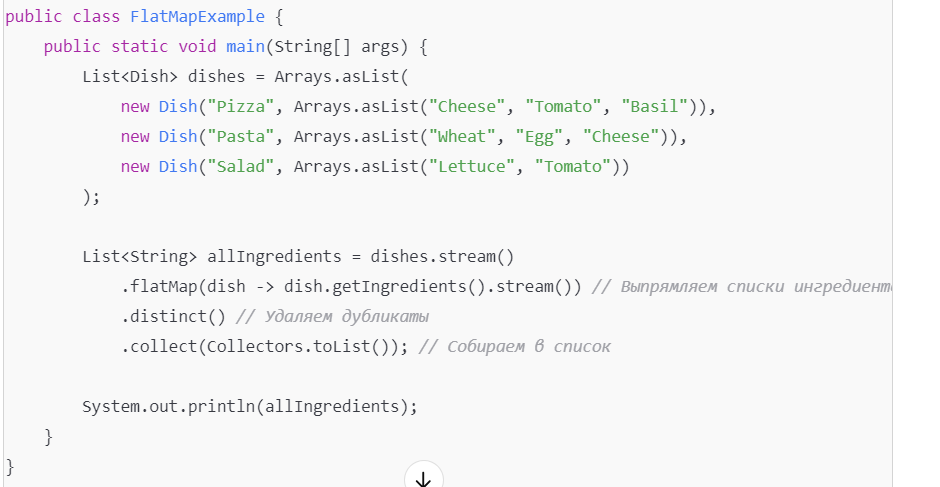 public class FlatMapExample {
public static void main(String[] args) {
List<Dish> dishes = Arrays.asList(
new Dish("Pizza", Arrays.asList("Cheese", "Tomato", "Basil")),
new Dish("Pasta", Arrays.asList("Wheat", "Egg", "Cheese")),
new Dish("Salad", Arrays.asList("Lettuce", "Tomato"))
);
List<String> allIngredients = dishes.stream()
.flatMap(dish -> dish.getIngredients().stream()) // Выпрямляем списки
.distinct() // Удаляем дубликаты
.collect(Collectors.toList()); // Собираем в список
System.out.println(allIngredients);
}
}